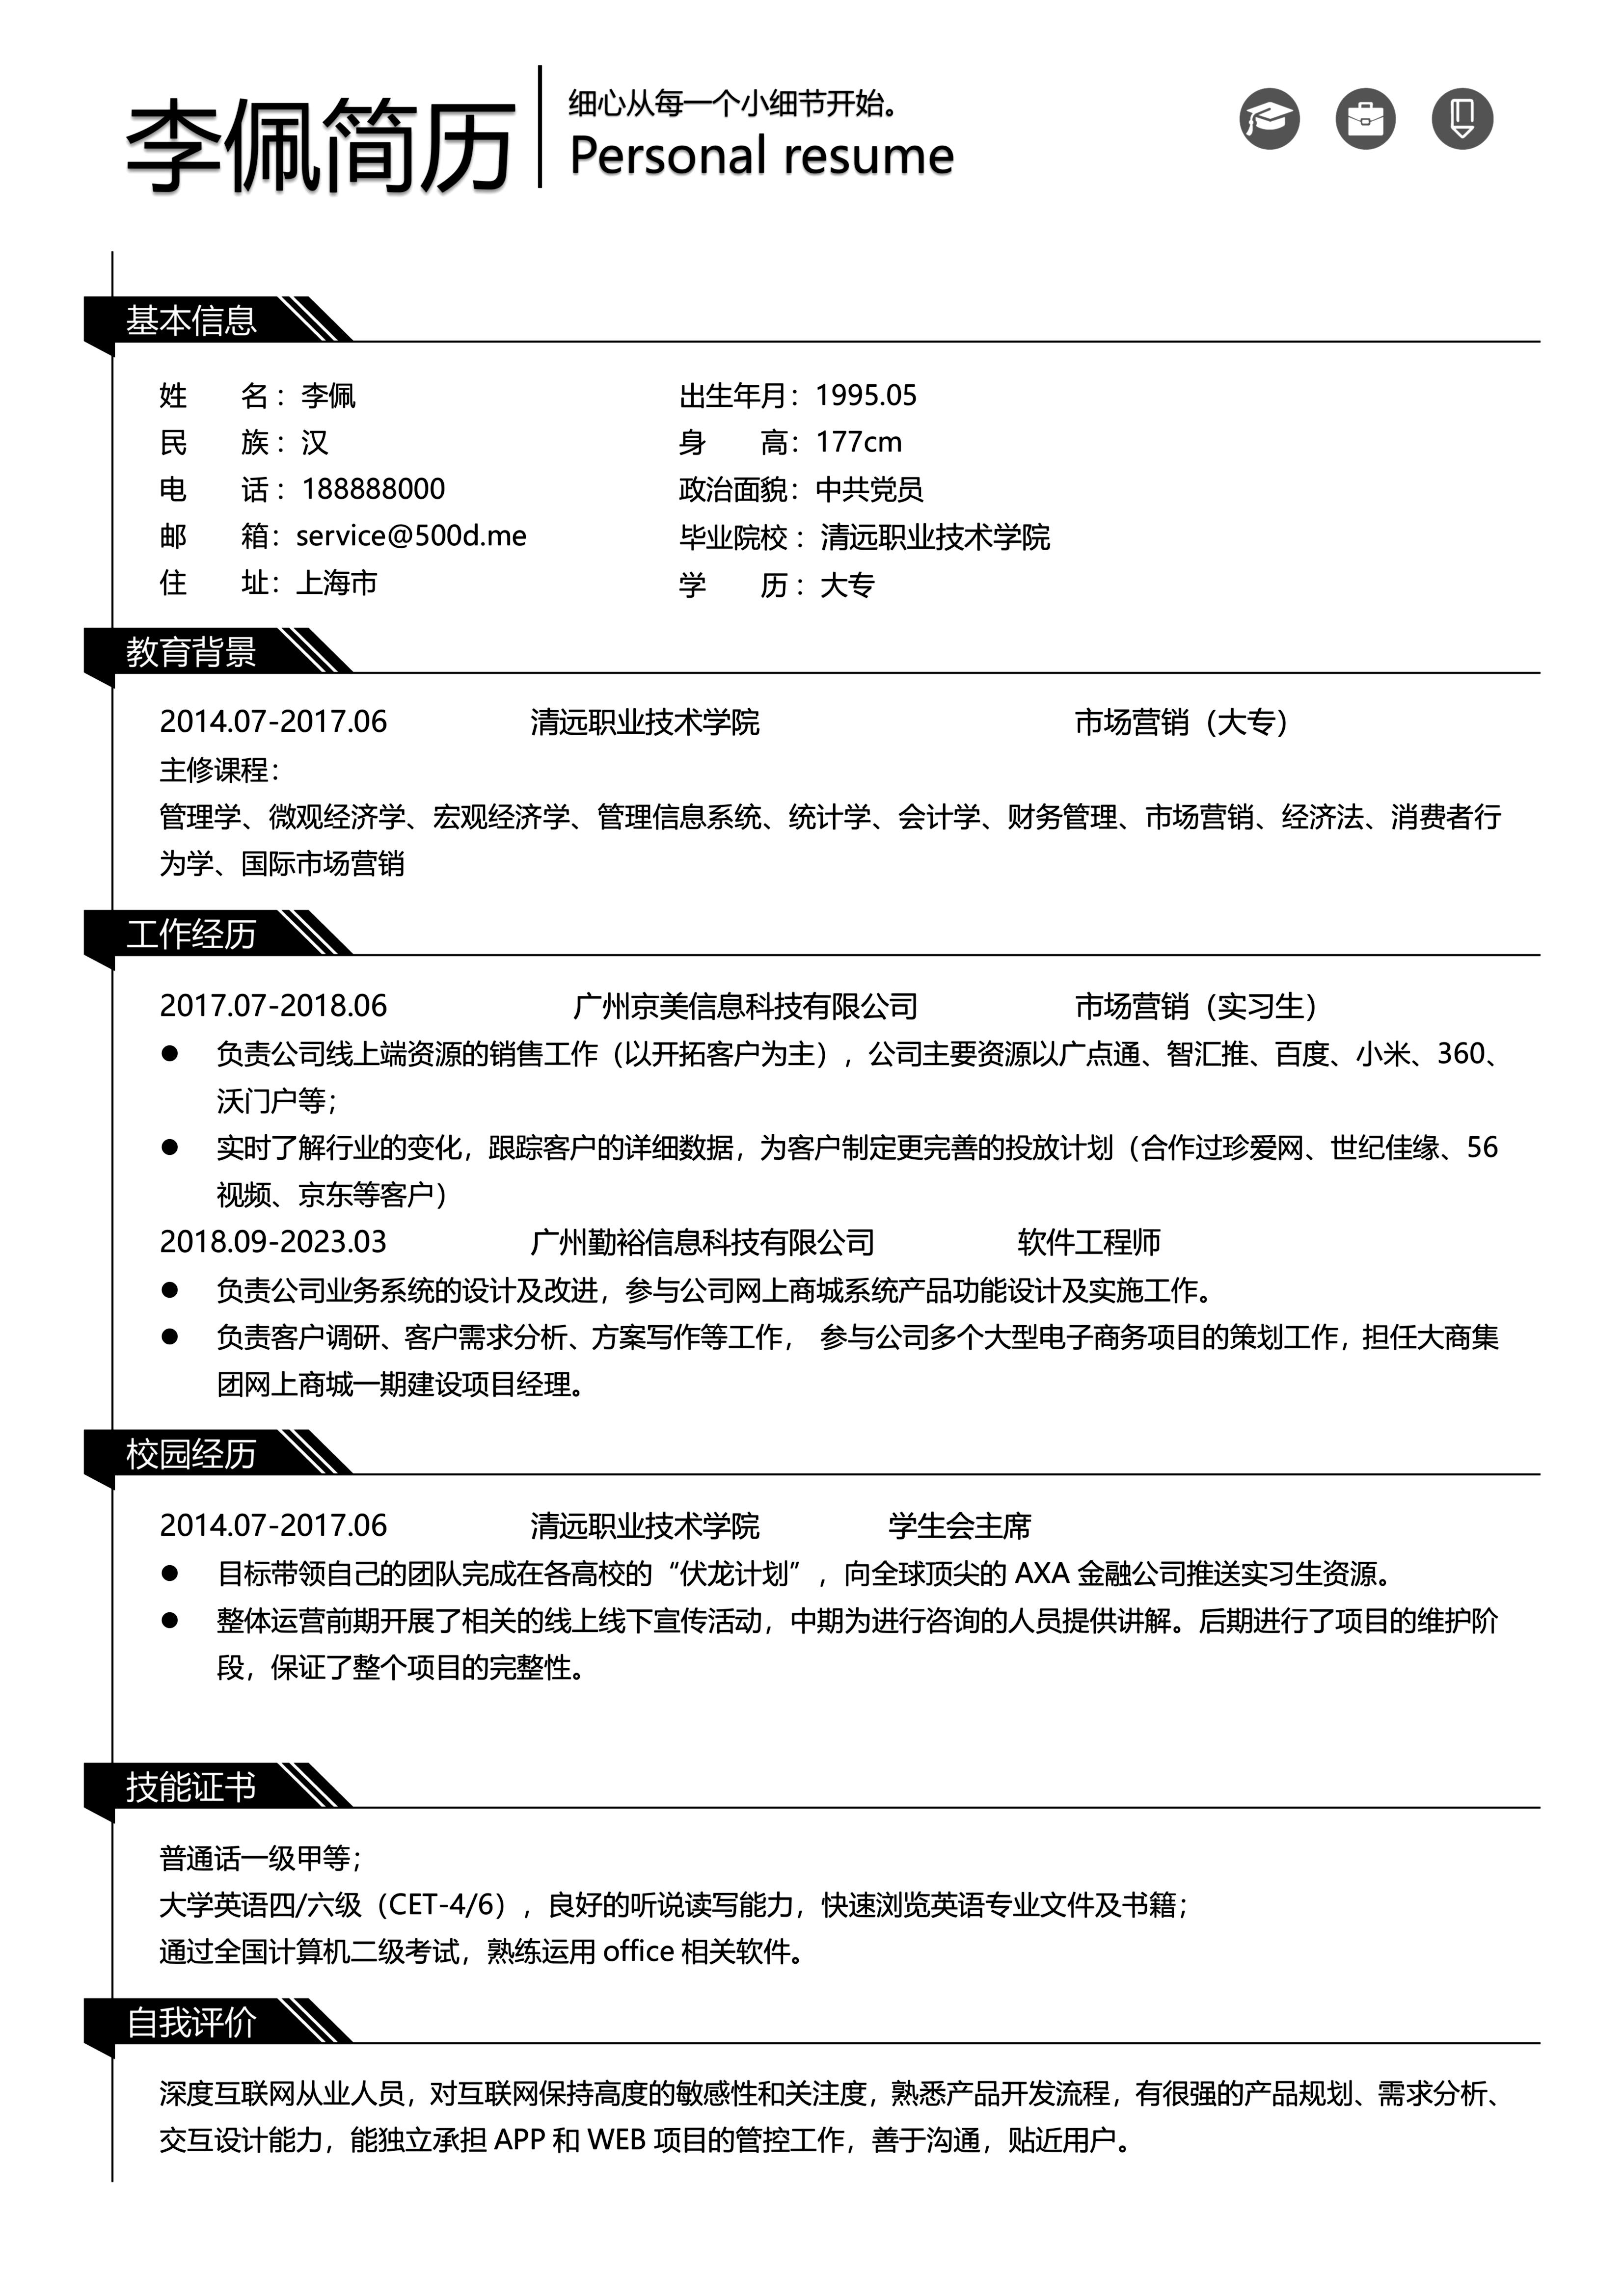 李佩简历
细心从每一个小细节开始。
Personal resume
基本信息
姓 名：李佩 出生年月：1995.05
民 族：汉 身 高：177cm
电 话：188888000 政治面貌：中共党员
邮 箱：service@500d.me 毕业院校：清远职业技术学院
住 址：上海市 学 历：大专
教育背景
2014.07-2017.06 清远职业技术学院 市场营销（大专）
主修课程：
管理学、微观经济学、宏观经济学、管理信息系统、统计学、会计学、财务管理、市场营销、经济法、消费者行
为学、国际市场营销
工作经历
2017.07-2018.06 广州京美信息科技有限公司 市场营销（实习生）
● 负责公司线上端资源的销售工作（以开拓客户为主），公司主要资源以广点通、智汇推、百度、小米、360、
沃门户等；
● 实时了解行业的变化，跟踪客户的详细数据，为客户制定更完善的投放计划（合作过珍爱网、世纪佳缘、56
视频、京东等客户）
2018.09-2023.03 广州勤裕信息科技有限公司 软件工程师
● 负责公司业务系统的设计及改进，参与公司网上商城系统产品功能设计及实施工作。
● 负责客户调研、客户需求分析、方案写作等工作， 参与公司多个大型电子商务项目的策划工作，担任大商集
团网上商城一期建设项目经理。
校园经历
2014.07-2017.06 清远职业技术学院 学生会主席
● 目标带领自己的团队完成在各高校的“伏龙计划”，向全球顶尖的 AXA 金融公司推送实习生资源。
● 整体运营前期开展了相关的线上线下宣传活动，中期为进行咨询的人员提供讲解。后期进行了项目的维护阶
段，保证了整个项目的完整性。
技能证书
普通话一级甲等；
大学英语四/六级（CET-4/6），良好的听说读写能力，快速浏览英语专业文件及书籍；
通过全国计算机二级考试，熟练运用 office 相关软件。
自我评价
深度互联网从业人员，对互联网保持高度的敏感性和关注度，熟悉产品开发流程，有很强的产品规划、需求分析、
交互设计能力，能独立承担 APP 和 WEB 项目的管控工作，善于沟通，贴近用户。